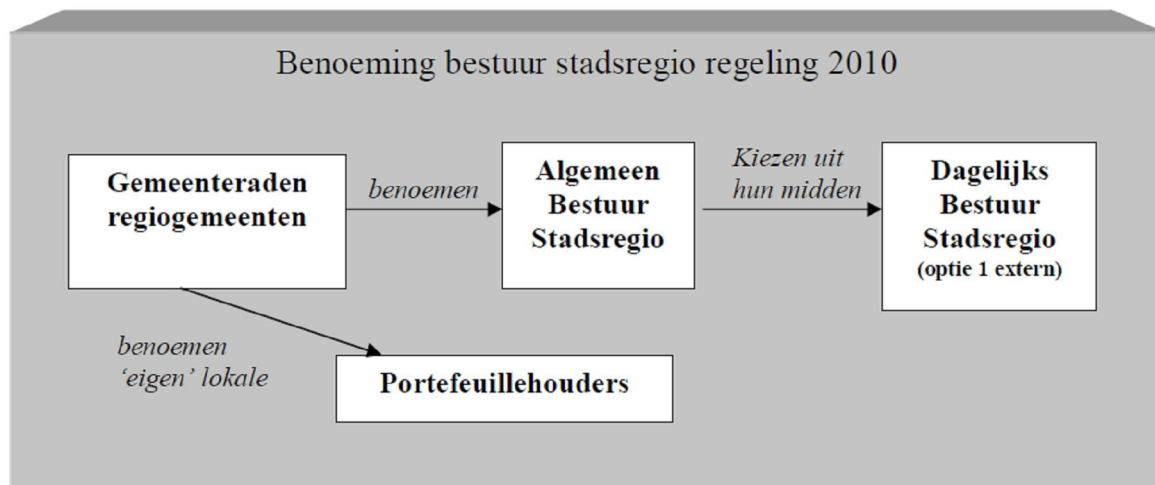 Benoeming bestuur stadsregio regeling 2010
Gemeenteraden
regiogemeenten
benoemen
Algemeen
Bestuur
Stadsregio
Kiezen uit
hun midden
Dagelijks
Bestuur
Stadsregio
(optie 1 extern)
benoemen
‘eigen’ lokale
Portefeuillehouders